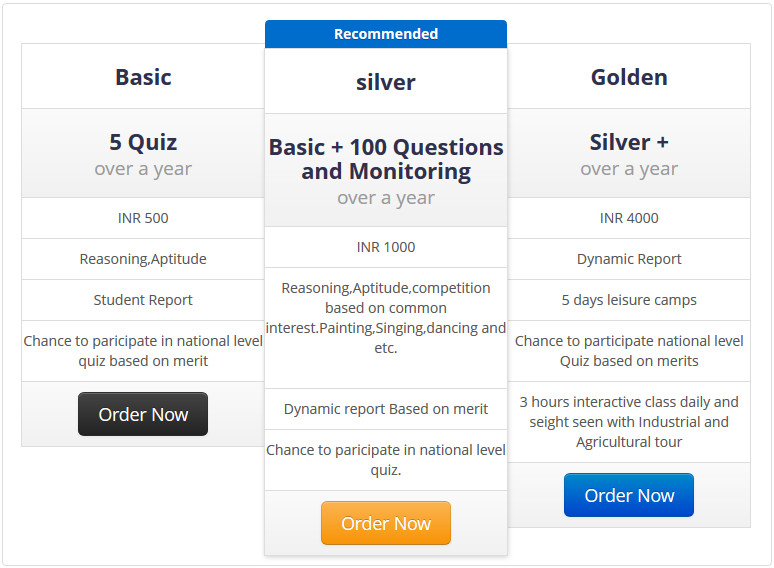 Basic
5 Quiz
over a year
INR 500
Reasoning,Aptitude
Student Report
Chance to paricipate in national level
quiz based on merit
Order Now
Recommended
silver
Basic + 100 Questions
and Monitoring
over a year
INR 1000
Reasoning,Aptitude,competition
based on common
interest.Painting,Singing,dancing and
etc.
Dynamic report Based on merit
Chance to paricipate in national level
quiz.
Order Now
Golden
Silver +
over a year
INR 4000
Dynamic Report
5 days leisure camps
Chance to participate national level
Quiz based on merits
3 hours interactive class daily and
seight seen with Industrial and
Agricultural tour
Order Now